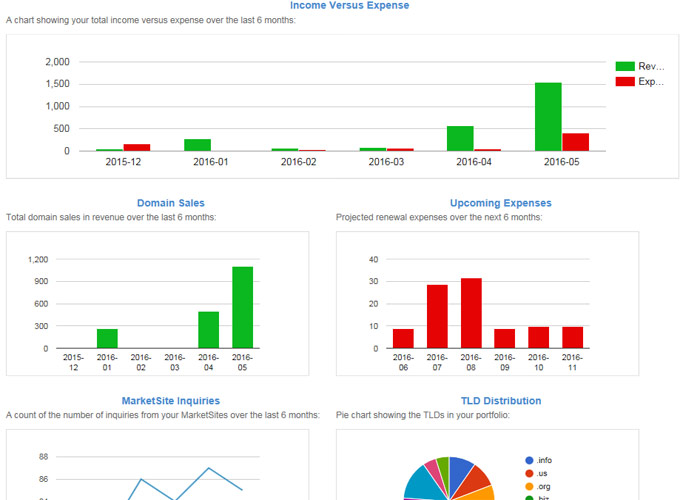 Income Versus Expense
A chart showing your total income versus expense over the last 6 months:
2,000
1,500
1,000
500
0
2015-12 2016-01 2016-02 2016-03 2016-04 2016-05
Rev...
Exp...
Domain Sales
Total domain sales in revenue over the last 6 months:
1,200
900
600
300
0
2015- 2016- 2016- 2016- 2016- 2016-
12 01 02 03 04 05
Upcoming Expenses
Projected renewal expenses over the next 6 months:
40
30
20
10
0
2016- 2016- 2016- 2016- 2016- 2016-
06 07 08 09 10 11
MarketSite Inquiries
A count of the number of inquiries from your MarketSites over the last 6 months:
88
86
TLD Distribution
Pie chart showing the TLDs in your portfolio:
.info
.us
.org